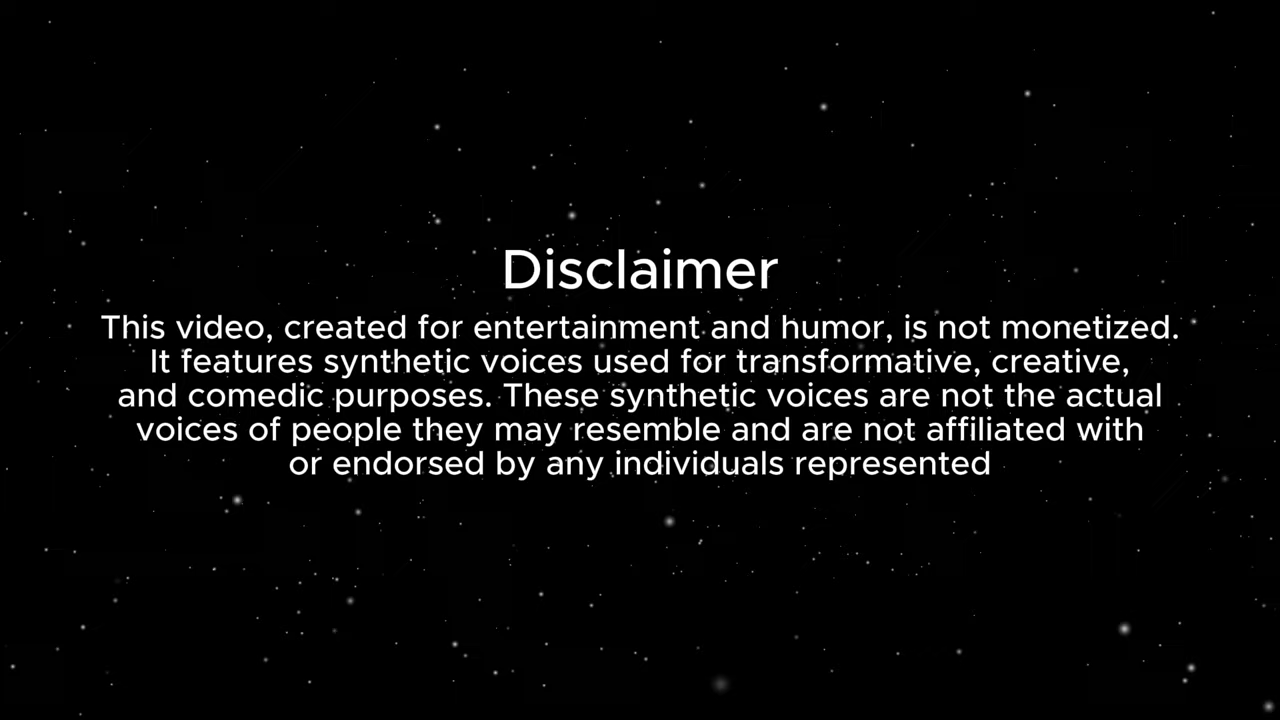 Disclaimer
This video, created for entertainment and humor, is not monetized.
It features synthetic voices used for transformative, creative,
and comedic purposes. These synthetic voices are not the actual
voices of people they may resemble and are not affiliated with
or endorsed by any individuals represented